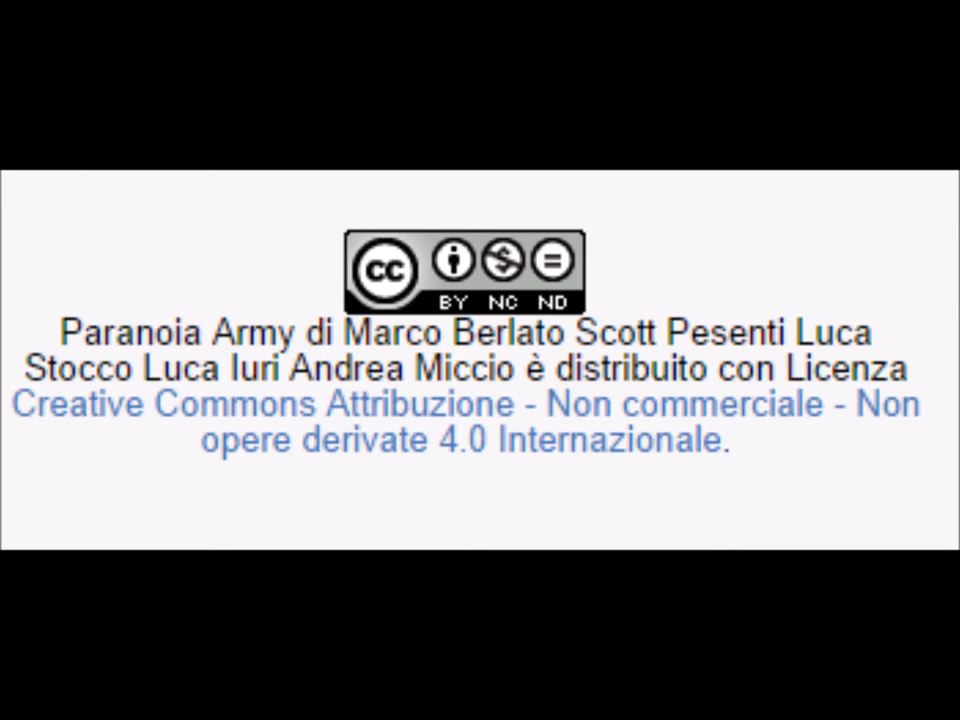 cc
BY NC ND
Paranoia Army di Marco Berlato Scott Pesenti Luca
Stocco Luca Iuri Andrea Miccio è distribuito con Licenza
Creative Commons Attribuzione - Non commerciale - Non
opere derivate 4.0 Internazionale.